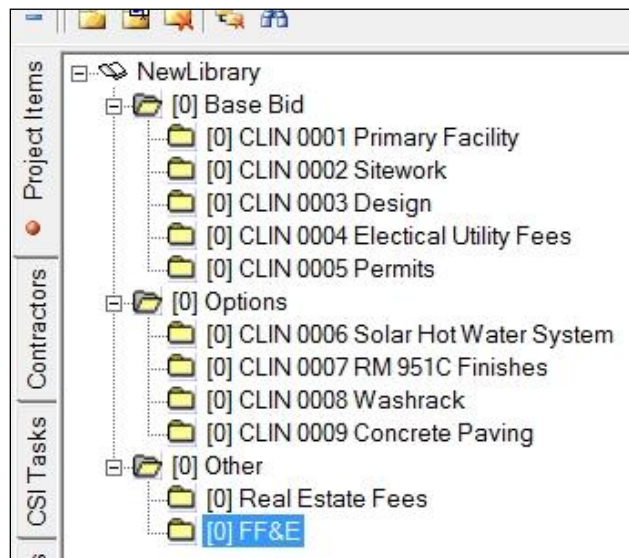 Project Items
Contractors
CSI Tasks
NewLibrary
[0] Base Bid
[0] CLIN 0001 Primary Facility
[0] CLIN 0002 Sitework
[0] CLIN 0003 Design
[0] CLIN 0004 Electical Utility Fees
[0] CLIN 0005 Permits
[0] Options
[0] CLIN 0006 Solar Hot Water System
[0] CLIN 0007 RM 951C Finishes
[0] CLIN 0008 Washrack
[0] CLIN 0009 Concrete Paving
[0] Other
[0] Real Estate Fees
[0] FF&E